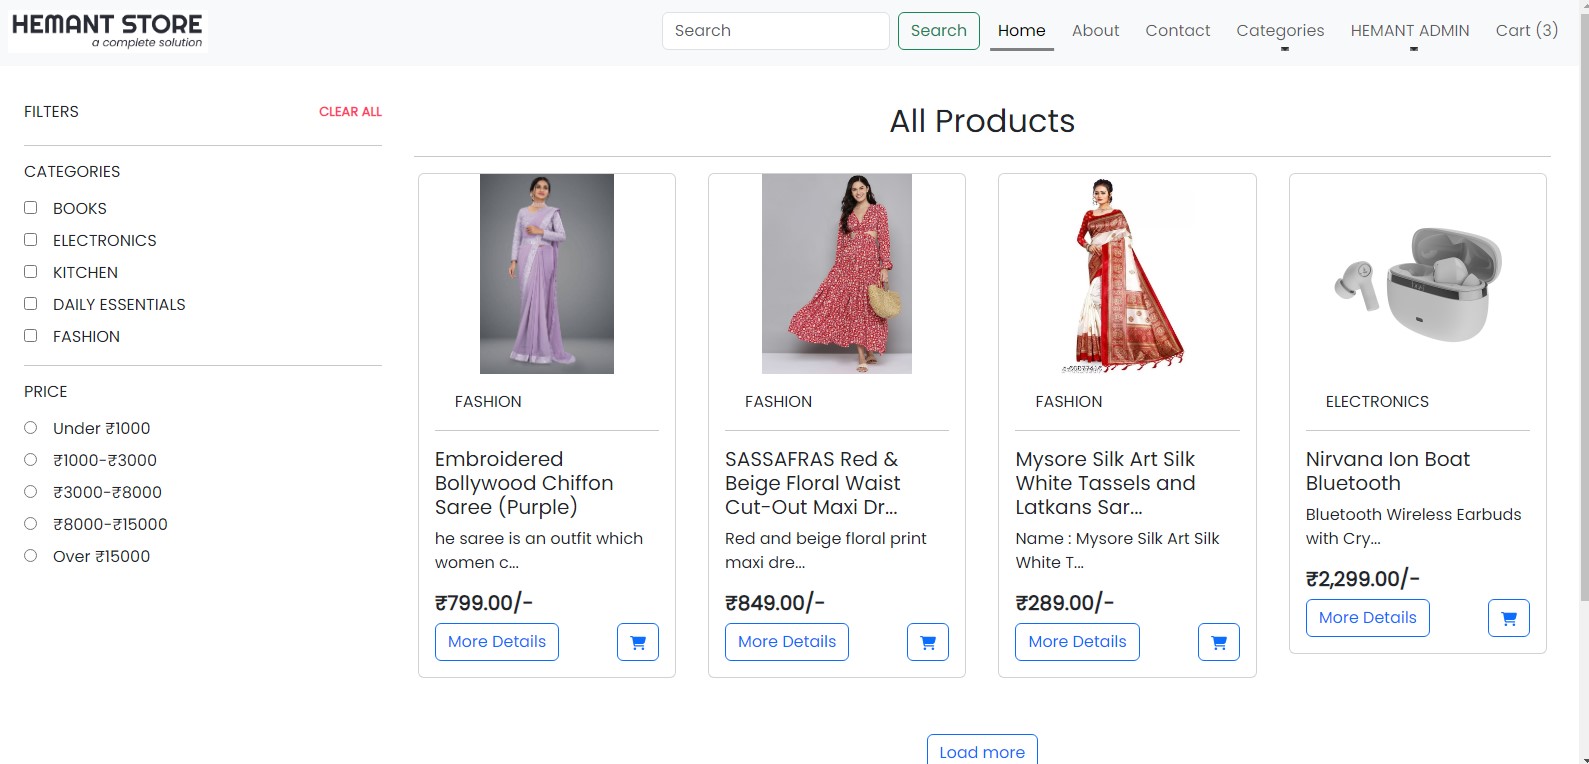 HEMANT STORE
a complete solution
Search
Search
Home
About
Contact
Categories
HEMANT ADMIN
Cart (3)
FILTERS
CLEAR ALL
CATEGORIES
BOOKS
ELECTRONICS
KITCHEN
DAILY ESSENTIALS
FASHION
PRICE
Under ₹1000
₹1000-₹3000
₹3000-₹8000
₹8000-₹15000
Over ₹15000
All Products
FASHION
Embroidered
Bollywood Chiffon
Saree (Purple)
he saree is an outfit which
women c...
₹799.00/-
More Details
FASHION
SASSAFRAS Red &
Beige Floral Waist
Cut-Out Maxi Dr...
Red and beige floral print
maxi dre...
₹849.00/-
More Details
FASHION
Mysore Silk Art Silk
White Tassels and
Latkans Sar...
Name : Mysore Silk Art Silk
White T...
₹289.00/-
More Details
ELECTRONICS
Nirvana Ion Boat
Bluetooth
Bluetooth Wireless Earbuds
with Cry...
₹2,299.00/-
More Details
Load more